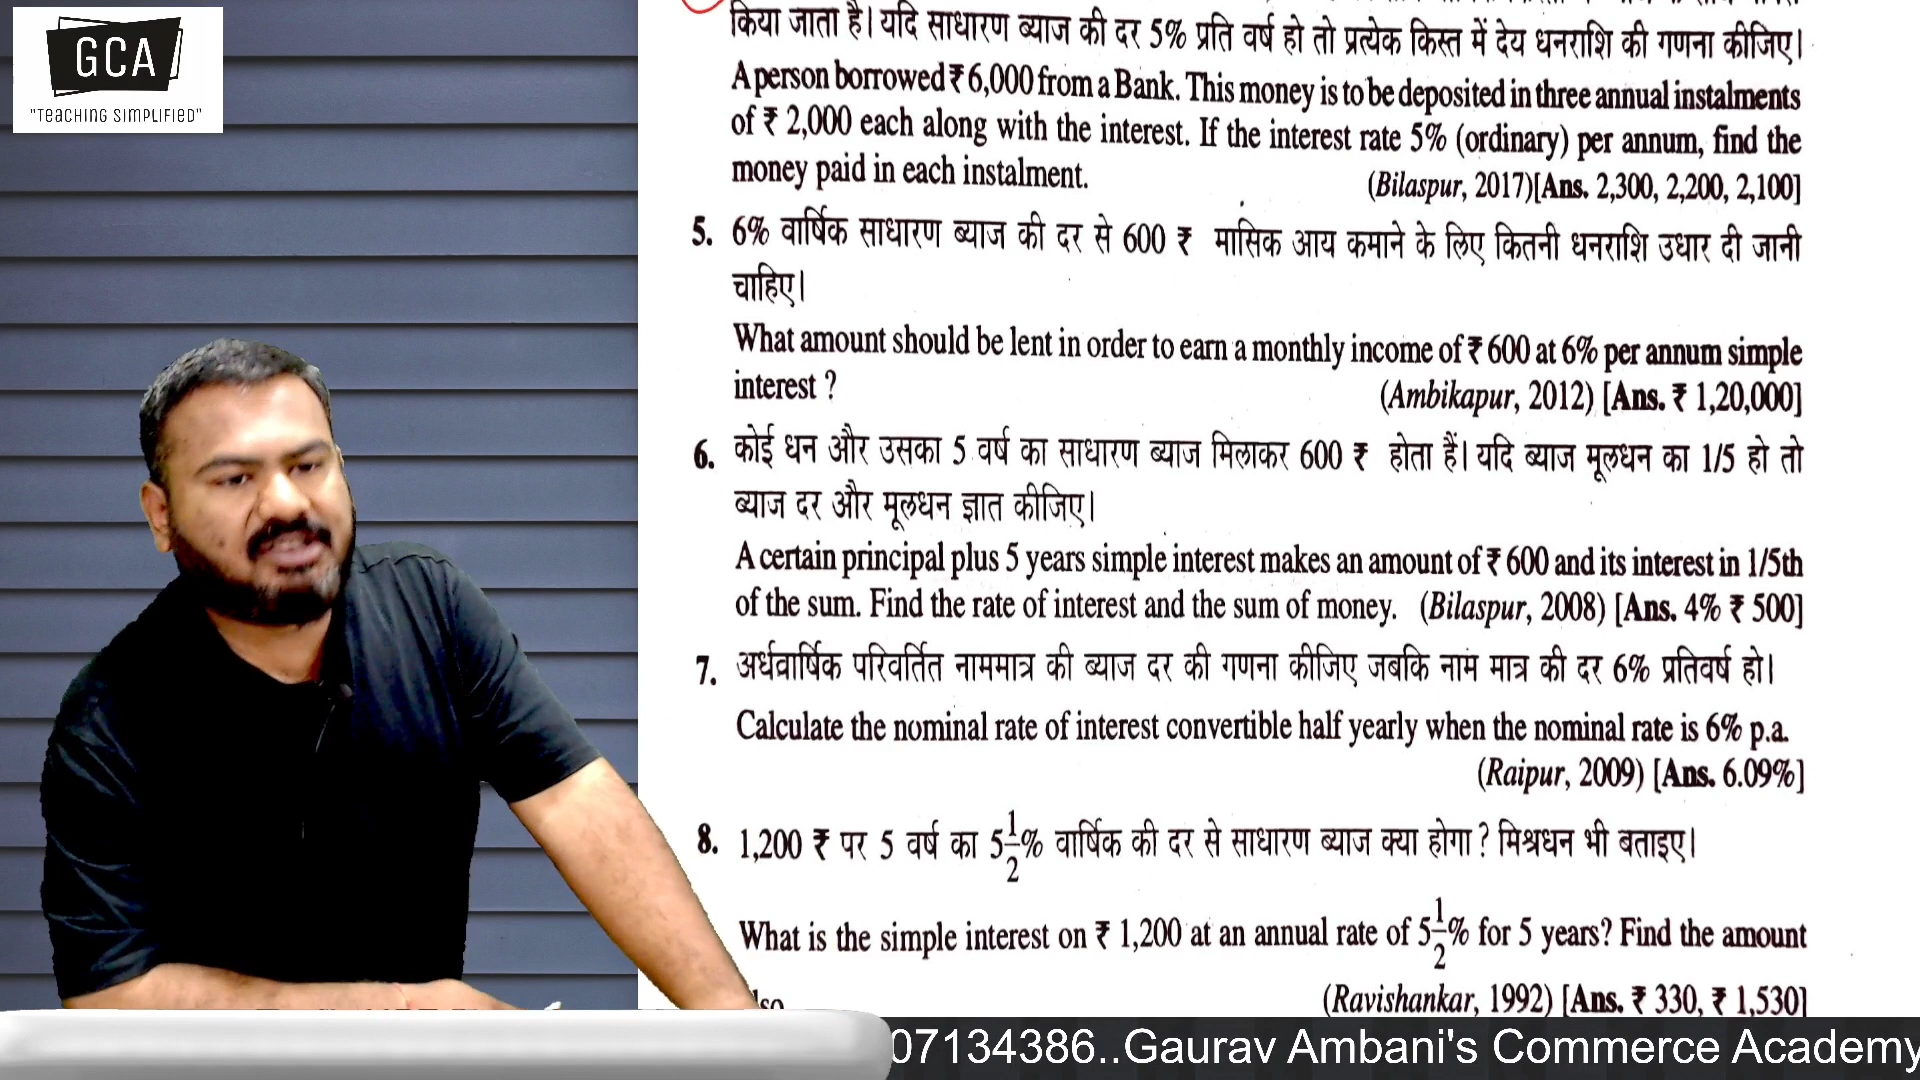 GCA
"TEACHING SIMPLIFIED"
किया जाता है। यदि साधारण ब्याज की दर 5% प्रति वर्ष हो तो प्रत्येक किस्त में देय धनराशि की गणना कीजिए।
A person borrowed ₹ 6,000 from a Bank. This money is to be deposited in three annual instalments
of ₹ 2,000 each along with the interest. If the interest rate 5% (ordinary) per annum, find the
money paid in each instalment. (Bilaspur, 2017)[Ans. 2,300, 2,200, 2,100]
5. 6% वार्षिक साधारण ब्याज की दर से 600 ₹ मासिक आय कमाने के लिए कितनी धनराशि उधार दी जानी
चाहिए।
What amount should be lent in order to earn a monthly income of ₹ 600 at 6% per annum simple
interest ? (Ambikapur, 2012) [Ans. ₹ 1,20,000]
6. कोई धन और उसका 5 वर्ष का साधारण ब्याज मिलाकर 600 ₹ होता हैं। यदि ब्याज मूलधन का 1/5 हो तो
ब्याज दर और मूलधन ज्ञात कीजिए।
A certain principal plus 5 years simple interest makes an amount of ₹ 600 and its interest in 1/5th
of the sum. Find the rate of interest and the sum of money. (Bilaspur, 2008) [Ans. 4% ₹ 500]
7. अर्धवार्षिक परिवर्तित नाममात्र की ब्याज दर की गणना कीजिए जबकि नाम मात्र की दर 6% प्रतिवर्ष हो।
Calculate the nominal rate of interest convertible half yearly when the nominal rate is 6% p.a.
(Raipur, 2009) [Ans. 6.09%]
8. 1,200 ₹ पर 5 वर्ष का 5 1/2% वार्षिक की दर से साधारण ब्याज क्या होगा ? मिश्रधन भी बताइए।
What is the simple interest on ₹ 1,200 at an annual rate of 5 1/2% for 5 years? Find the amount
(Ravishankar, 1992) [Ans. ₹ 330, ₹ 1,530]
07134386..Gaurav Ambani's Commerce Academy